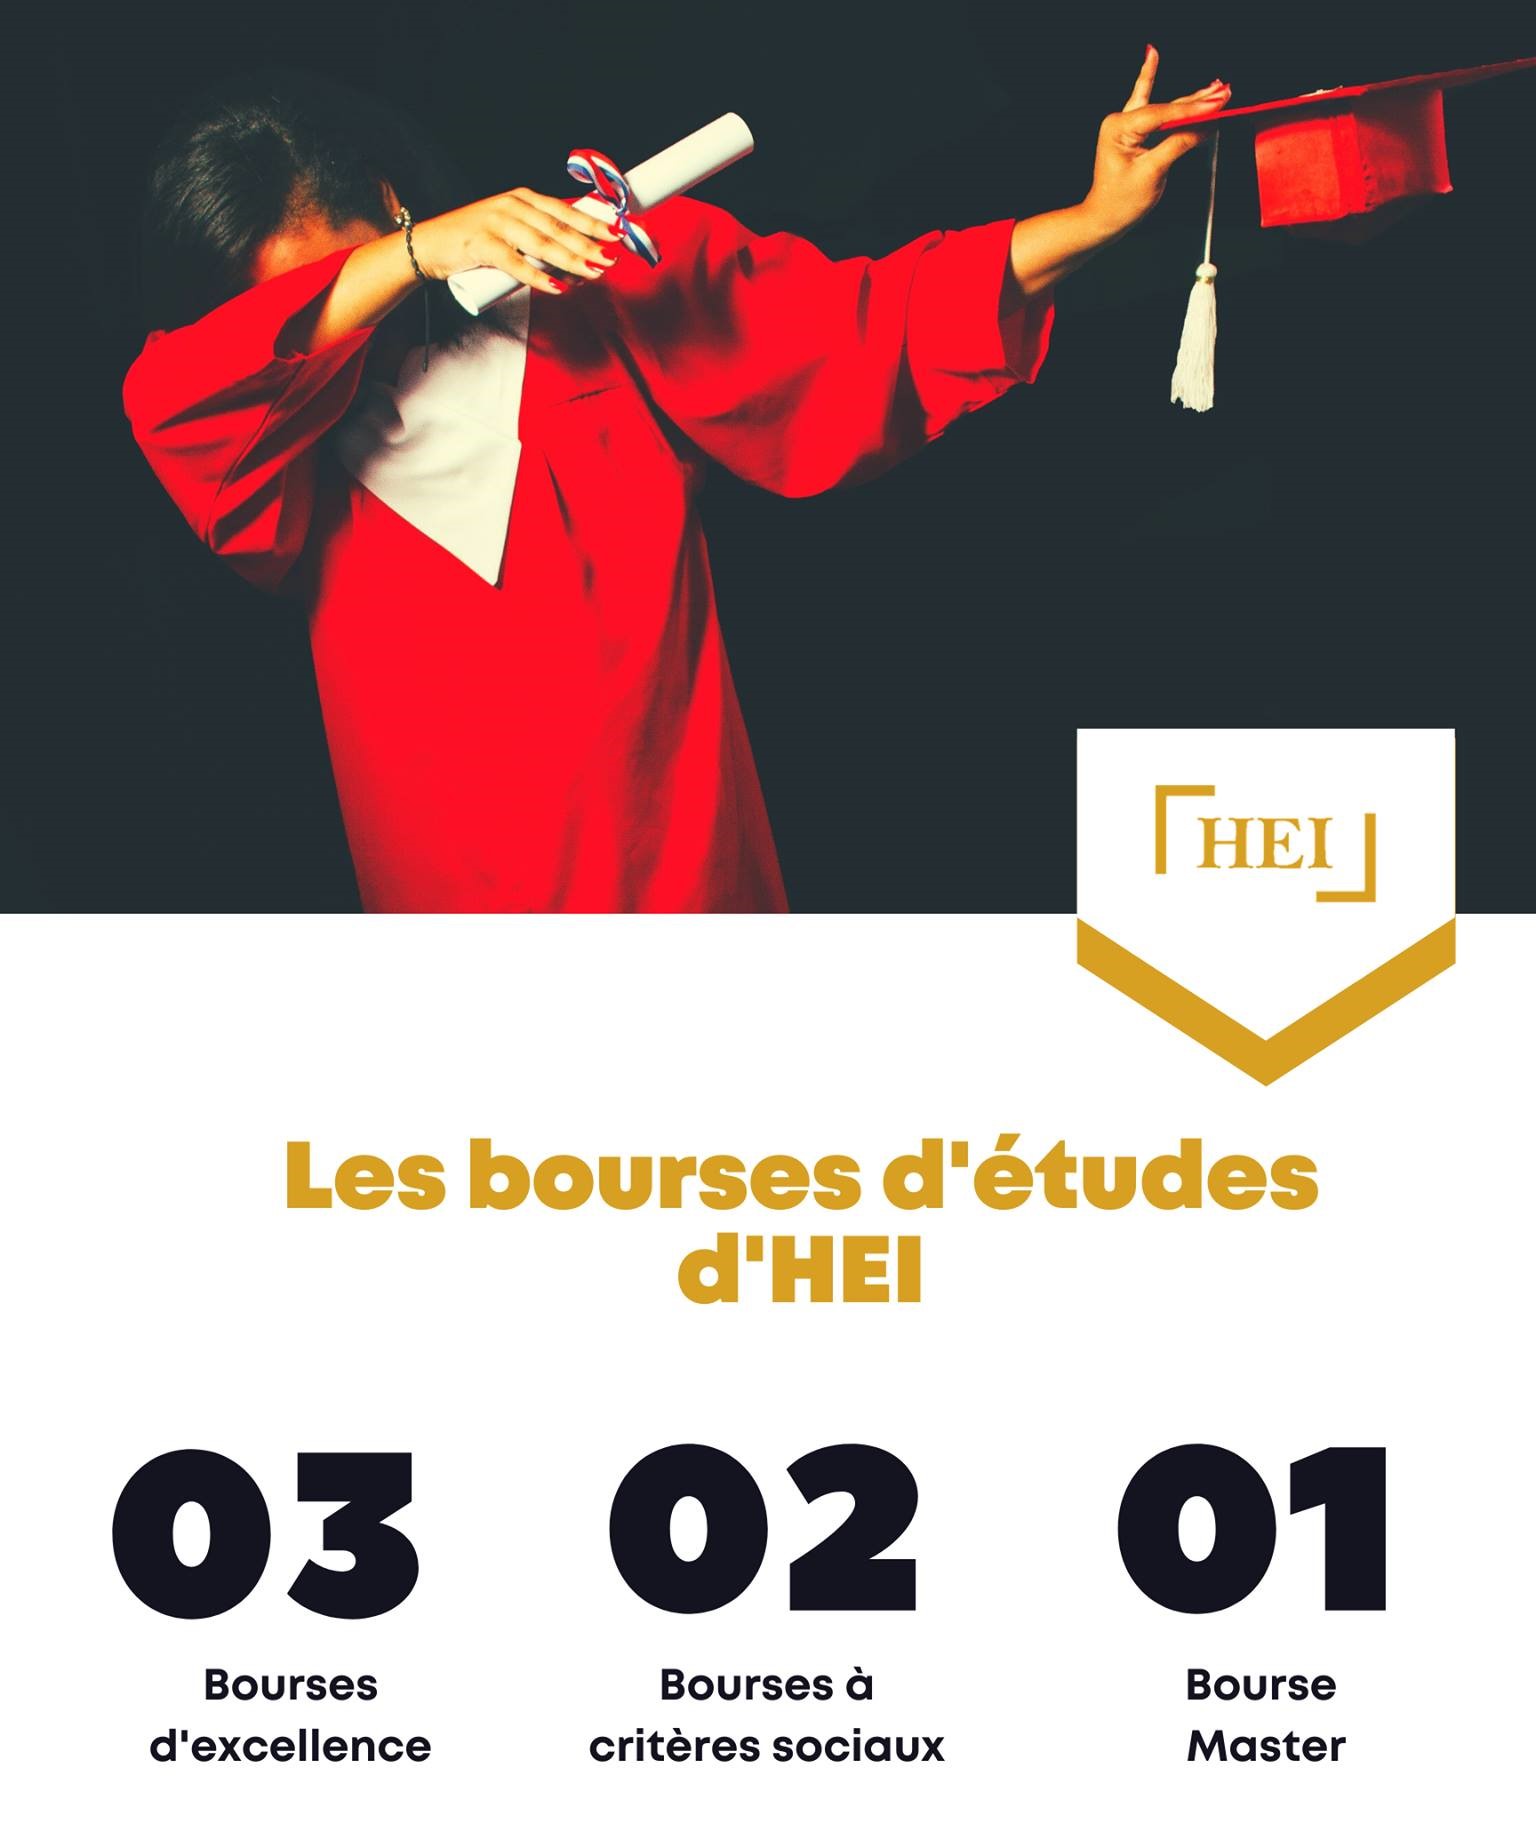 HEI
Les bourses d'études
d'HEI
03
Bourses
d'excellence
02
Bourses à
critères sociaux
01
Bourse
Master